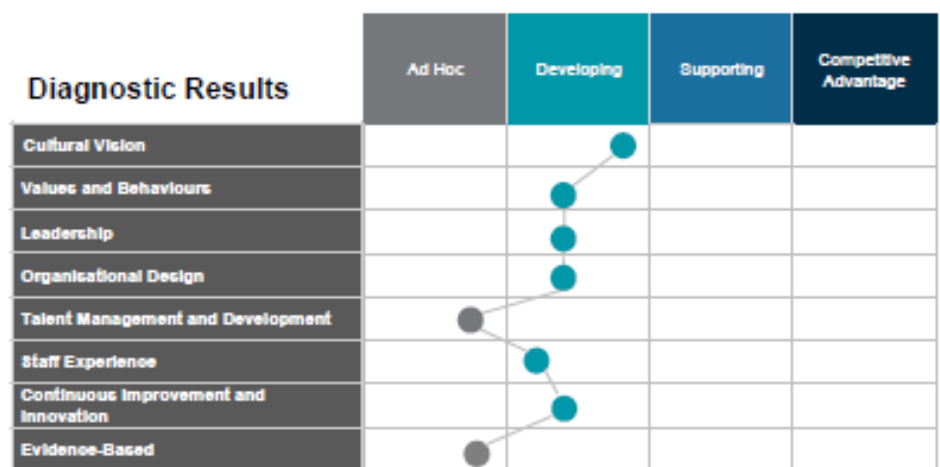 Diagnostic Results
Ad Hoc
Developing
Supporting
Competitive
Advantage
Cultural Vision
Values and Behaviours
Leadership
Organisational Design
Talent Management and Development
Staff Experience
Continuous Improvement and
Innovation
Evidence-Based